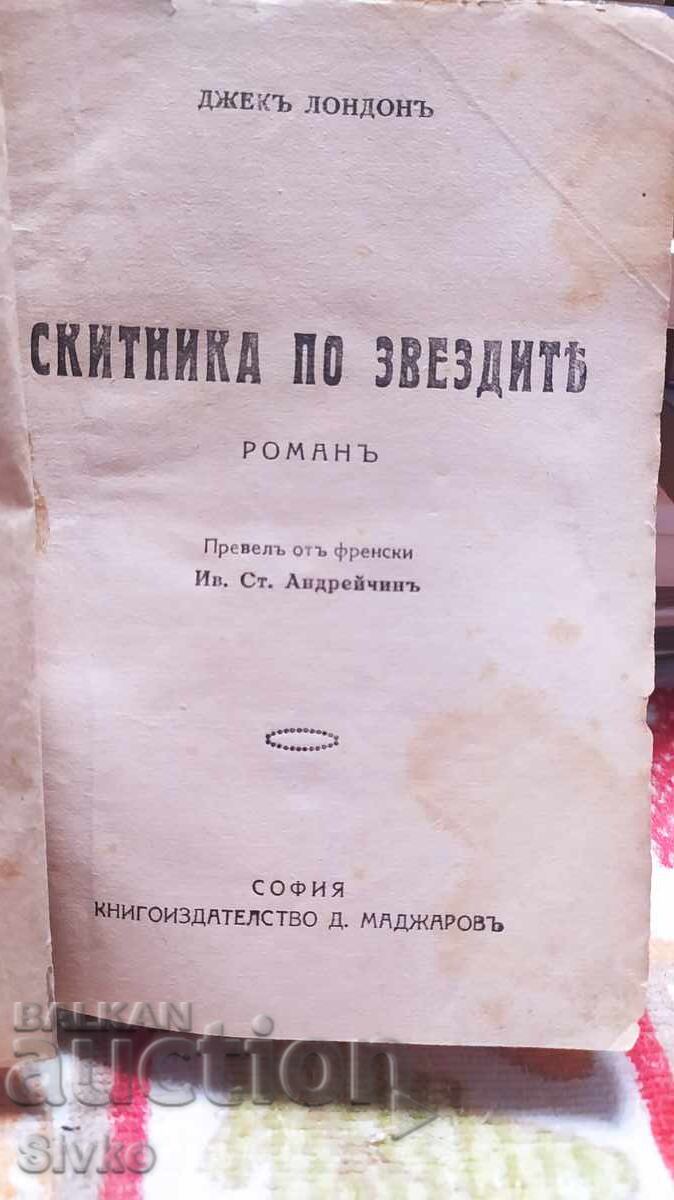 ДЖЕКЪ ЛОНДОНЪ
СКИТНИКА ПО ЗВЕЗДИТѢ
РОМАНЪ
Превелъ отъ френски
Ив. Ст. Андрейчинъ
СОФИЯ
КНИГОИЗДАТЕЛСТВО Д. МАДЖАРОВЪ
BALKAN
auction
Sivko